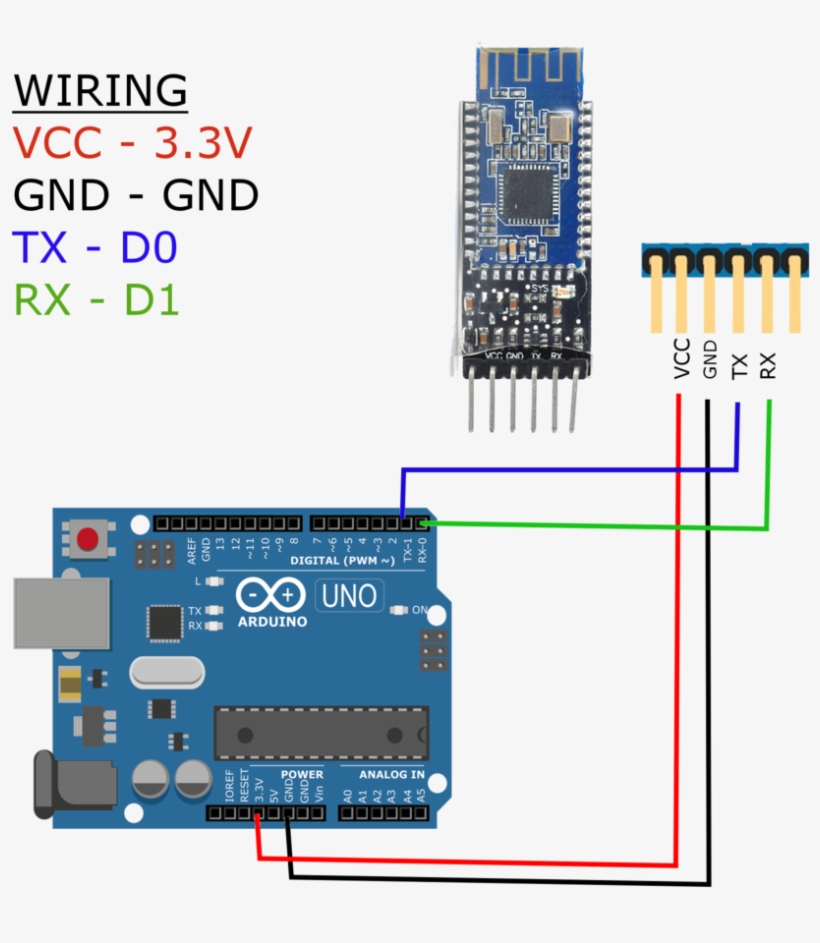 WIRING
VCC - 3.3V
GND - GND
TX - D0
RX - D1
SYS
VCC GND TX RX
VCC
GND
TX
RX
AREF
GND
13
12
~11
~10
~9
8
7
~6
~5
4
~3
2
TX-1
RX-0
DIGITAL (PWM ~)
L
TX
RX
UNO
ON
ARDUINO
POWER
ANALOG IN
IOREF
RESET
3.3V
5V
GND
GND
Vin
A0
A1
A2
A3
A4
A5